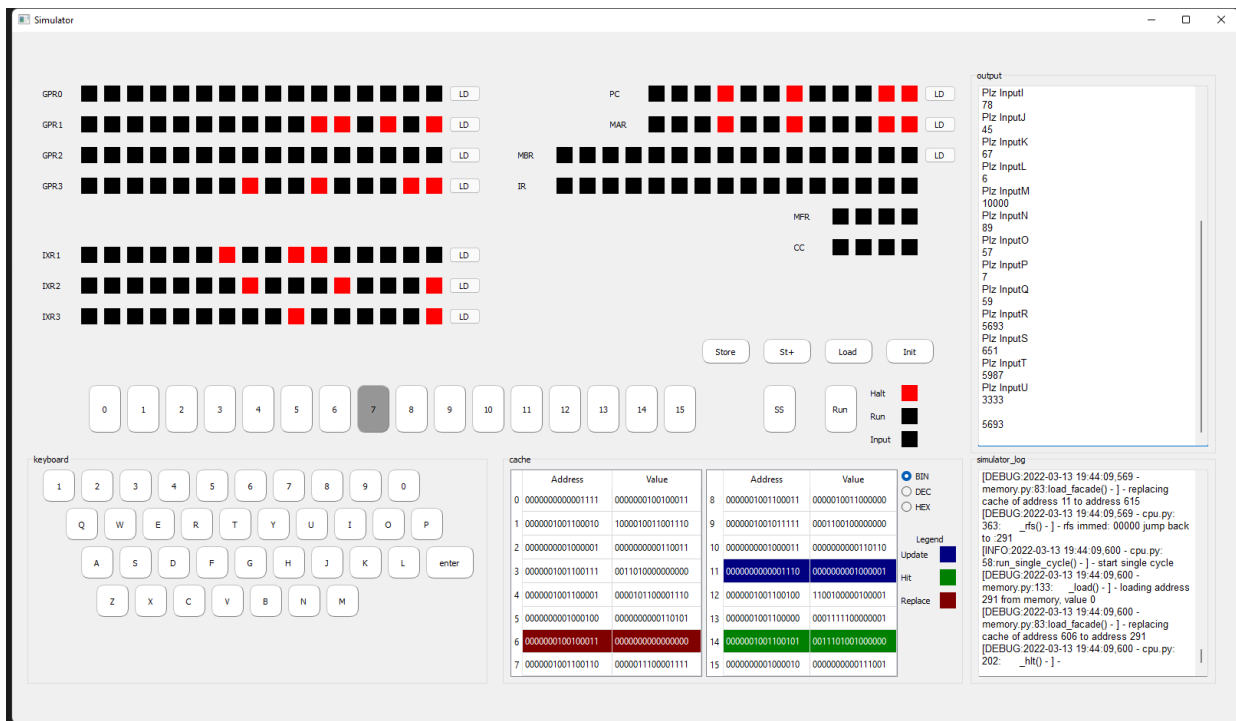 Simulator
GPR0 LD
GPR1 LD
GPR2 LD
GPR3 LD
IXR1 LD
IXR2 LD
IXR3 LD
PC LD
MAR LD
MBR LD
IR
MFR
CC
Store St+ Load Init
0 1 2 3 4 5 6 7 8 9 10 11 12 13 14 15 SS Run
Halt
Run
Input
output
Plz InputI
78
Plz InputJ
45
Plz InputK
67
Plz InputL
6
Plz InputM
10000
Plz InputN
89
Plz InputO
57
Plz InputP
7
Plz InputQ
59
Plz InputR
5693
Plz InputS
651
Plz InputT
5987
Plz InputU
3333
5693
keyboard
1 2 3 4 5 6 7 8 9 0
Q W E R T Y U I O P
A S D F G H J K L enter
Z X C V B N M
cache
Address Value
0 0000000000001111 0000000100100011
1 0000001001100010 1000010011001110
2 0000000001000001 0000000000110011
3 0000001001100111 0011010000000000
4 0000001001100001 0000101100001110
5 0000000001000100 0000000000110101
6 0000000100100011 0000000000000000
7 0000001001100110 0000011100001111
Address Value
8 0000001001100011 0000010011000000
9 0000001001011111 0001100100000000
10 0000000001000011 0000000000110110
11 0000000000001110 0000000001000001
12 0000001001100100 1100100000100001
13 0000001001100000 0001111100000001
14 0000001001100101 0011101001000000
15 0000000001000010 0000000000111001
BIN
DEC
HEX
Legend
Update
Hit
Replace
simulator_log
[DEBUG:2022-03-13 19:44:09,569 -
memory.py:83:load_facade() - ] - replacing
cache of address 11 to address 615
[DEBUG:2022-03-13 19:44:09,569 - cpu.py:
363: _rfs() - ] - rfs immed: 00000 jump back
to :291
[INFO:2022-03-13 19:44:09,600 - cpu.py:
58:run_single_cycle() - ] - start single cycle
[DEBUG:2022-03-13 19:44:09,600 -
memory.py:133: _load() - ] - loading address
291 from memory, value 0
[DEBUG:2022-03-13 19:44:09,600 -
memory.py:83:load_facade() - ] - replacing
cache of address 606 to address 291
[DEBUG:2022-03-13 19:44:09,600 - cpu.py:
202: _hlt() - ] -